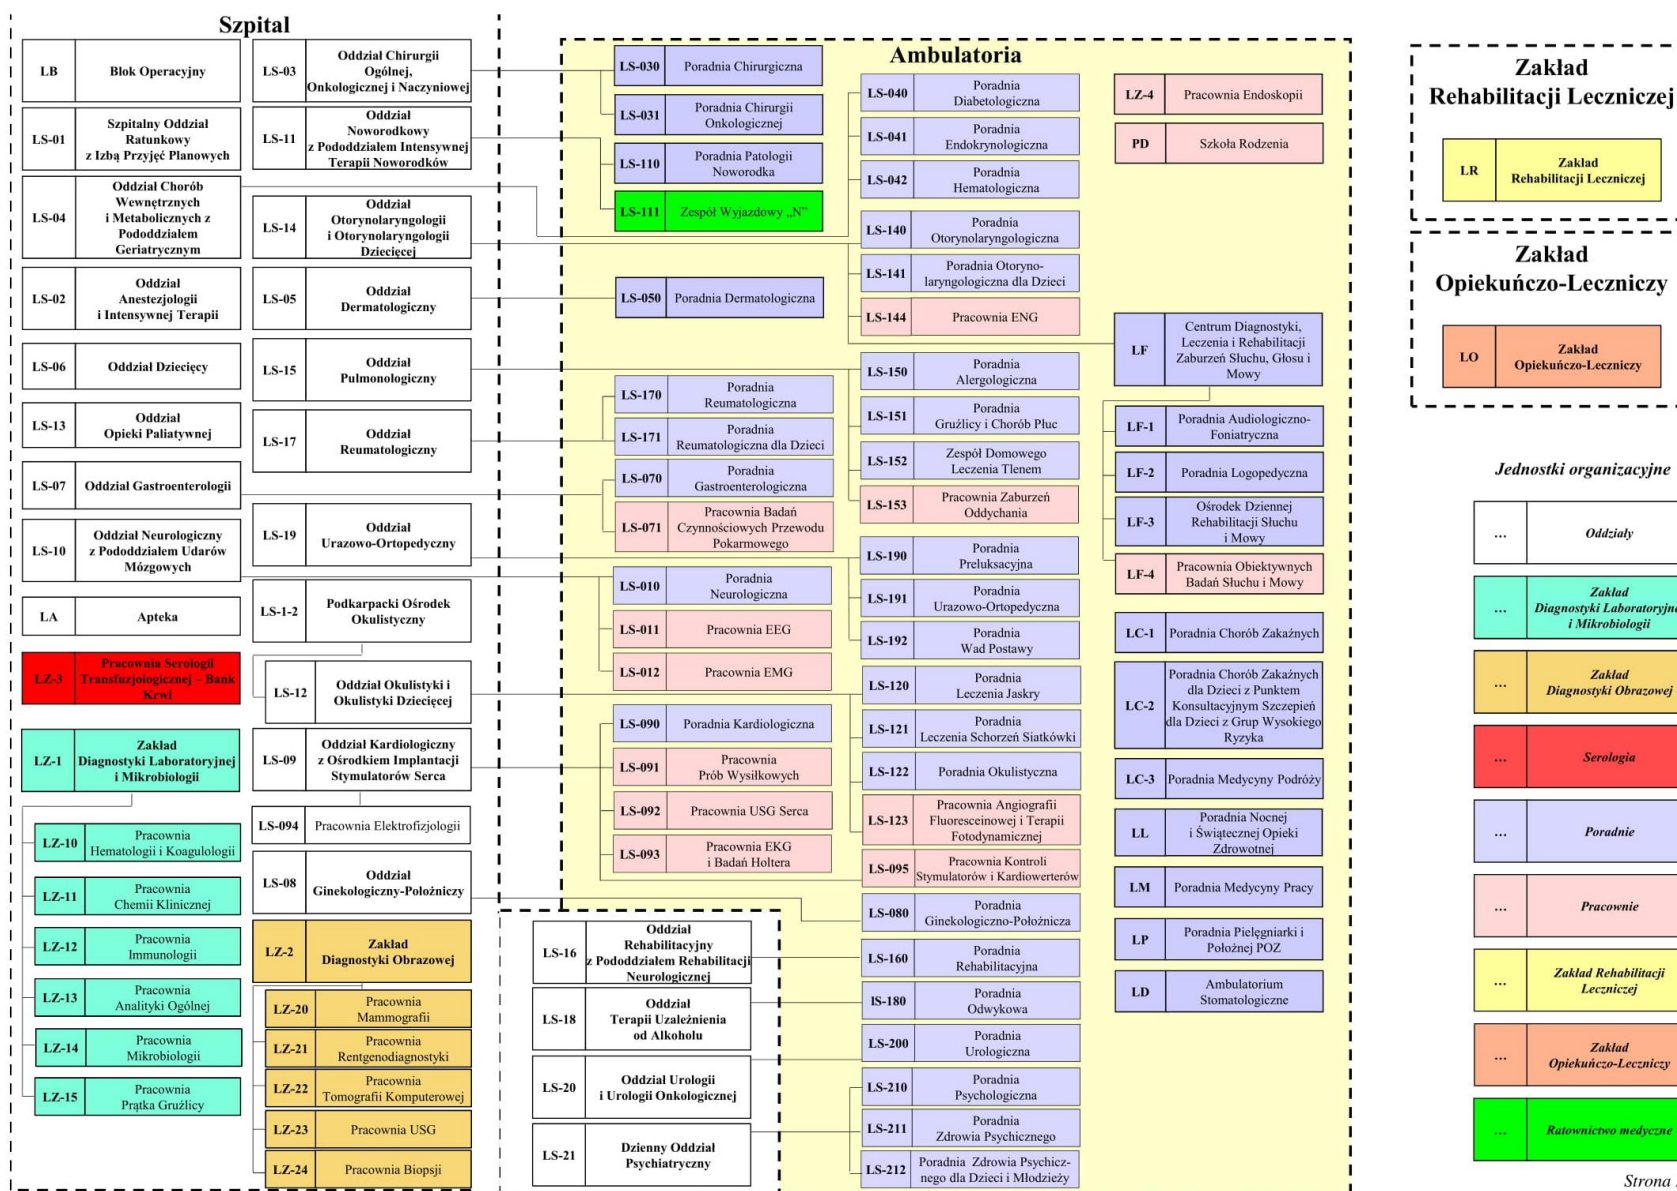 Szpital
LB
Blok Operacyjny
LS-01
Szpitalny Oddział
Ratunkowy
z Izbą Przyjęć Planowych
LS-04
Oddział Chorób
Wewnętrznych
i Metabolicznych z
Pododdziałem
Geriatrycznym
LS-02
Oddział
Anestezjologii
i Intensywnej Terapii
LS-06
Oddział Dziecięcy
LS-13
Oddział
Opieki Paliatywnej
LS-07
Oddział Gastroenterologii
LS-10
Oddział Neurologiczny
z Pododdziałem Udarów
Mózgowych
LA
Apteka
LZ-3
Pracownia Serologii
Transfuzjologicznej – Bank
Krwi
LZ-1
Zakład
Diagnostyki Laboratoryjnej
i Mikrobiologii
LZ-10
Pracownia
Hematologii i Koagulologii
LZ-11
Pracownia
Chemii Klinicznej
LZ-12
Pracownia
Immunologii
LZ-13
Pracownia
Analityki Ogólnej
LZ-14
Pracownia
Mikrobiologii
LZ-15
Pracownia
Prątka Gruźlicy
LS-03
Oddział Chirurgii
Ogólnej,
Onkologicznej i Naczyniowej
LS-11
Oddział
Noworodkowy
z Pododdziałem Intensywnej
Terapii Noworodków
LS-14
Oddział
Otorynolaryngologii
i Otorynolaryngologii
Dziecięcej
LS-05
Oddział
Dermatologiczny
LS-15
Oddział
Pulmonologiczny
LS-17
Oddział
Reumatologiczny
LS-19
Oddział
Urazowo-Ortopedyczny
LS-1-2
Podkarpacki Ośrodek
Okulistyczny
LS-12
Oddział Okulistyki i
Okulistyki Dziecięcej
LS-09
Oddział Kardiologiczny
z Ośrodkiem Implantacji
Stymulatorów Serca
LS-094
Pracownia Elektrofizjologii
LS-08
Oddział
Ginekologiczny-Położniczy
LZ-2
Zakład
Diagnostyki Obrazowej
LZ-20
Pracownia
Mammografii
LZ-21
Pracownia
Rentgenodiagnostyki
LZ-22
Pracownia
Tomografii Komputerowej
LZ-23
Pracownia USG
LZ-24
Pracownia Biopsji
LS-16
Oddział
Rehabilitacyjny
z Pododdziałem Rehabilitacji
Neurologicznej
LS-18
Oddział
Terapii Uzależnienia
od Alkoholu
LS-20
Oddział Urologii
i Urologii Onkologicznej
LS-21
Dzienny Oddział
Psychiatryczny
Ambulatoria
LS-030
Poradnia Chirurgiczna
LS-031
Poradnia Chirurgii
Onkologicznej
LS-110
Poradnia Patologii
Noworodka
LS-111
Zespół Wyjazdowy „N”
LS-050
Poradnia Dermatologiczna
LS-170
Poradnia
Reumatologiczna
LS-171
Poradnia
Reumatologiczna dla Dzieci
LS-070
Poradnia
Gastroenterologiczna
LS-071
Pracownia Badań
Czynnościowych Przewodu
Pokarmowego
LS-010
Poradnia
Neurologiczna
LS-011
Pracownia EEG
LS-012
Pracownia EMG
LS-090
Poradnia Kardiologiczna
LS-091
Pracownia
Prób Wysiłkowych
LS-092
Pracownia USG Serca
LS-093
Pracownia EKG
i Badań Holtera
LS-040
Poradnia
Diabetologiczna
LS-041
Poradnia
Endokrynologiczna
LS-042
Poradnia
Hematologiczna
LS-140
Poradnia
Otorynolaryngologiczna
LS-141
Poradnia Otoryno-
laryngologiczna dla Dzieci
LS-144
Pracownia ENG
LS-150
Poradnia
Alergologiczna
LS-151
Poradnia
Gruźlicy i Chorób Płuc
LS-152
Zespół Domowego
Leczenia Tlenem
LS-153
Pracownia Zaburzeń
Oddychania
LS-190
Poradnia
Preluksacyjna
LS-191
Poradnia
Urazowo-Ortopedyczna
LS-192
Poradnia
Wad Postawy
LS-120
Poradnia
Leczenia Jaskry
LS-121
Poradnia
Leczenia Schorzeń Siatkówki
LS-122
Poradnia Okulistyczna
LS-123
Pracownia Angiografii
Fluoresceinowej i Terapii
Fotodynamicznej
LS-095
Pracownia Kontroli
Stymulatorów i Kardiowerterów
LS-080
Poradnia
Ginekologiczno-Położnicza
LS-160
Poradnia
Rehabilitacyjna
lS-180
Poradnia
Odwykowa
LS-200
Poradnia
Urologiczna
LS-210
Poradnia
Psychologiczna
LS-211
Poradnia
Zdrowia Psychicznego
LS-212
Poradnia Zdrowia Psychicz-
nego dla Dzieci i Młodzieży
LZ-4
Pracownia Endoskopii
PD
Szkoła Rodzenia
LF
Centrum Diagnostyki,
Leczenia i Rehabilitacji
Zaburzeń Słuchu, Głosu i
Mowy
LF-1
Poradnia Audiologiczno-
Foniatryczna
LF-2
Poradnia Logopedyczna
LF-3
Ośrodek Dziennej
Rehabilitacji Słuchu
i Mowy
LF-4
Pracownia Obiektywnych
Badań Słuchu i Mowy
LC-1
Poradnia Chorób Zakaźnych
LC-2
Poradnia Chorób Zakaźnych
dla Dzieci z Punktem
Konsultacyjnym Szczepień
dla Dzieci z Grup Wysokiego
Ryzyka
LC-3
Poradnia Medycyny Podróży
LL
Poradnia Nocnej
i Świątecznej Opieki
Zdrowotnej
LM
Poradnia Medycyny Pracy
LP
Poradnia Pielęgniarki i
Położnej POZ
LD
Ambulatorium
Stomatologiczne
Zakład
Rehabilitacji Leczniczej
LR
Zakład
Rehabilitacji Leczniczej
Zakład
Opiekuńczo-Leczniczy
LO
Zakład
Opiekuńczo-Leczniczy
Jednostki organizacyjne
...
Oddziały
...
Zakład
Diagnostyki Laboratoryjne
i Mikrobiologii
...
Zakład
Diagnostyki Obrazowej
...
Serologia
...
Poradnie
...
Pracownie
...
Zakład Rehabilitacji
Leczniczej
...
Zakład
Opiekuńczo-Leczniczy
...
Ratownictwo medyczne
Strona